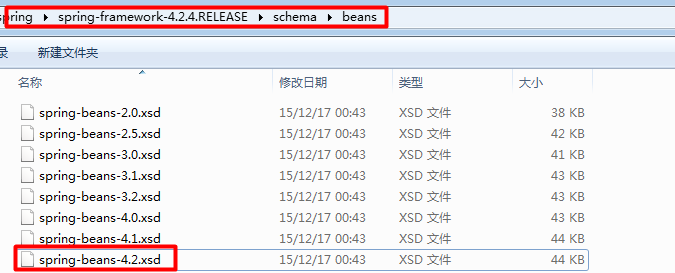 spring spring-framework-4.2.4.RELEASE schema beans
录 新建文件夹
名称 修改日期 类型 大小
spring-beans-2.0.xsd 15/12/17 00:43 XSD 文件 38 KB
spring-beans-2.5.xsd 15/12/17 00:43 XSD 文件 42 KB
spring-beans-3.0.xsd 15/12/17 00:43 XSD 文件 41 KB
spring-beans-3.1.xsd 15/12/17 00:43 XSD 文件 43 KB
spring-beans-3.2.xsd 15/12/17 00:43 XSD 文件 43 KB
spring-beans-4.0.xsd 15/12/17 00:43 XSD 文件 43 KB
spring-beans-4.1.xsd 15/12/17 00:43 XSD 文件 44 KB
spring-beans-4.2.xsd 15/12/17 00:43 XSD 文件 44 KB